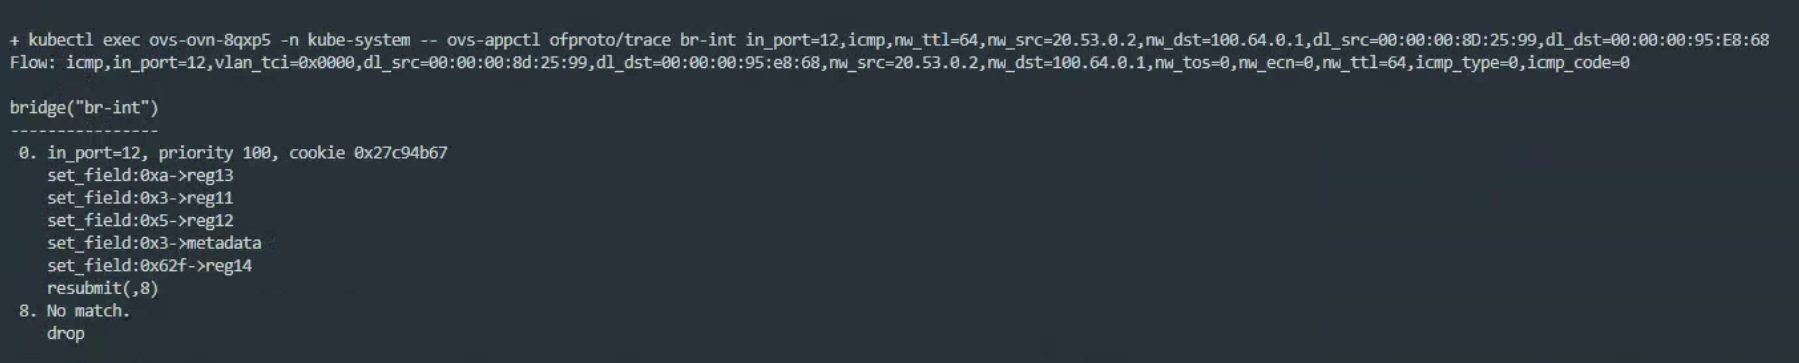 + kubectl exec ovs-ovn-8qxp5 -n kube-system -- ovs-appctl ofproto/trace br-int in_port=12,icmp,nw_ttl=64,nw_src=20.53.0.2,nw_dst=100.64.0.1,dl_src=00:00:00:8D:25:99,dl_dst=00:00:00:95:E8:68
Flow: icmp,in_port=12,vlan_tci=0x0000,dl_src=00:00:00:8d:25:99,dl_dst=00:00:00:95:e8:68,nw_src=20.53.0.2,nw_dst=100.64.0.1,nw_tos=0,nw_ecn=0,nw_ttl=64,icmp_type=0,icmp_code=0
bridge("br-int")
----------------
0. in_port=12, priority 100, cookie 0x27c94b67
set_field:0xa->reg13
set_field:0x3->reg11
set_field:0x5->reg12
set_field:0x3->metadata
set_field:0x62f->reg14
resubmit(,8)
8. No match.
drop